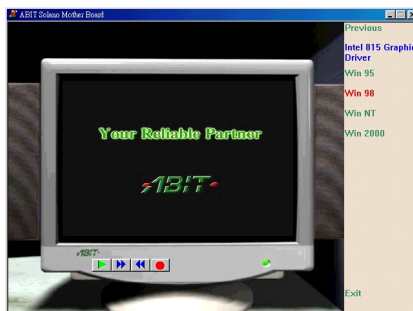 ABIT Solano Mother Board
Previous
Intel 815 Graphic
Driver
Win 95
Win 98
Win NT
Win 2000
Your Reliable Partner
ABIT
ABIT
Exit